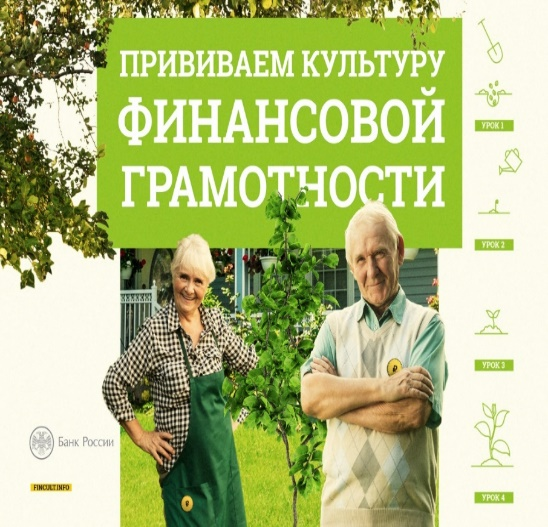 ПРИВИВАЕМ КУЛЬТУРУ
ФИНАНСОВОЙ
ГРАМОТНОСТИ
УРОК 1
УРОК 2
УРОК 3
УРОК 4
Банк России
FINCULT.INFO